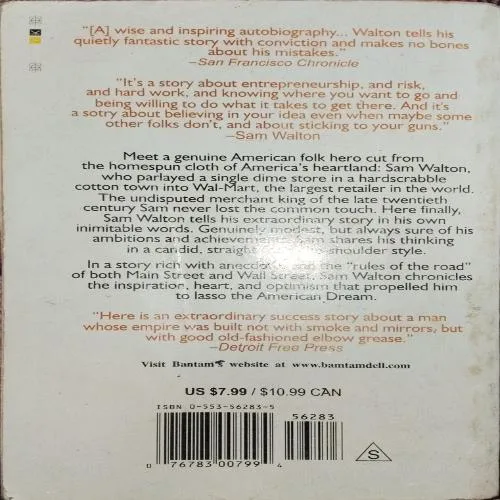 "[A] wise and inspiring autobiography... Walton tells his
quietly fantastic story with conviction and makes no bones
about his mistakes."
–San Francisco Chronicle
"It's a story about entrepreneurship, and risk,
and hard work, and knowing where you want to go and
being willing to do what it takes to get there. And it's
a sotry about believing in your idea even when maybe some
other folks don't, and about sticking to your guns."
–Sam Walton
Meet a genuine American folk hero cut from
the homespun cloth of America's heartland: Sam Walton,
who parlayed a single dime store in a hardscrabble
cotton town into Wal-Mart, the largest retailer in the world.
The undisputed merchant king of the late twentieth
century Sam never lost the common touch. Here finally,
Sam Walton tells his extraordinary story in his own
inimitable words. Genuinely modest, but always sure of his
ambitions and achievements Sam shares his thinking
in a candid, straight shoulder style.
In a story rich with anecdotes and the "rules of the road"
of both Main Street and Wall Street, Sam Walton chronicles
the inspiration, heart, and optimism that propelled him
to lasso the American Dream.
"Here is an extraordinary success story about a man
whose empire was built not with smoke and mirrors, but
with good old-fashioned elbow grease."
–Detroit Free Press
Visit Bantam's website at www.bamtamdell.com.
US $7.99 / $10.99 CAN
ISBN 0-553-56283-5
56283
0 76783 00799 4
S